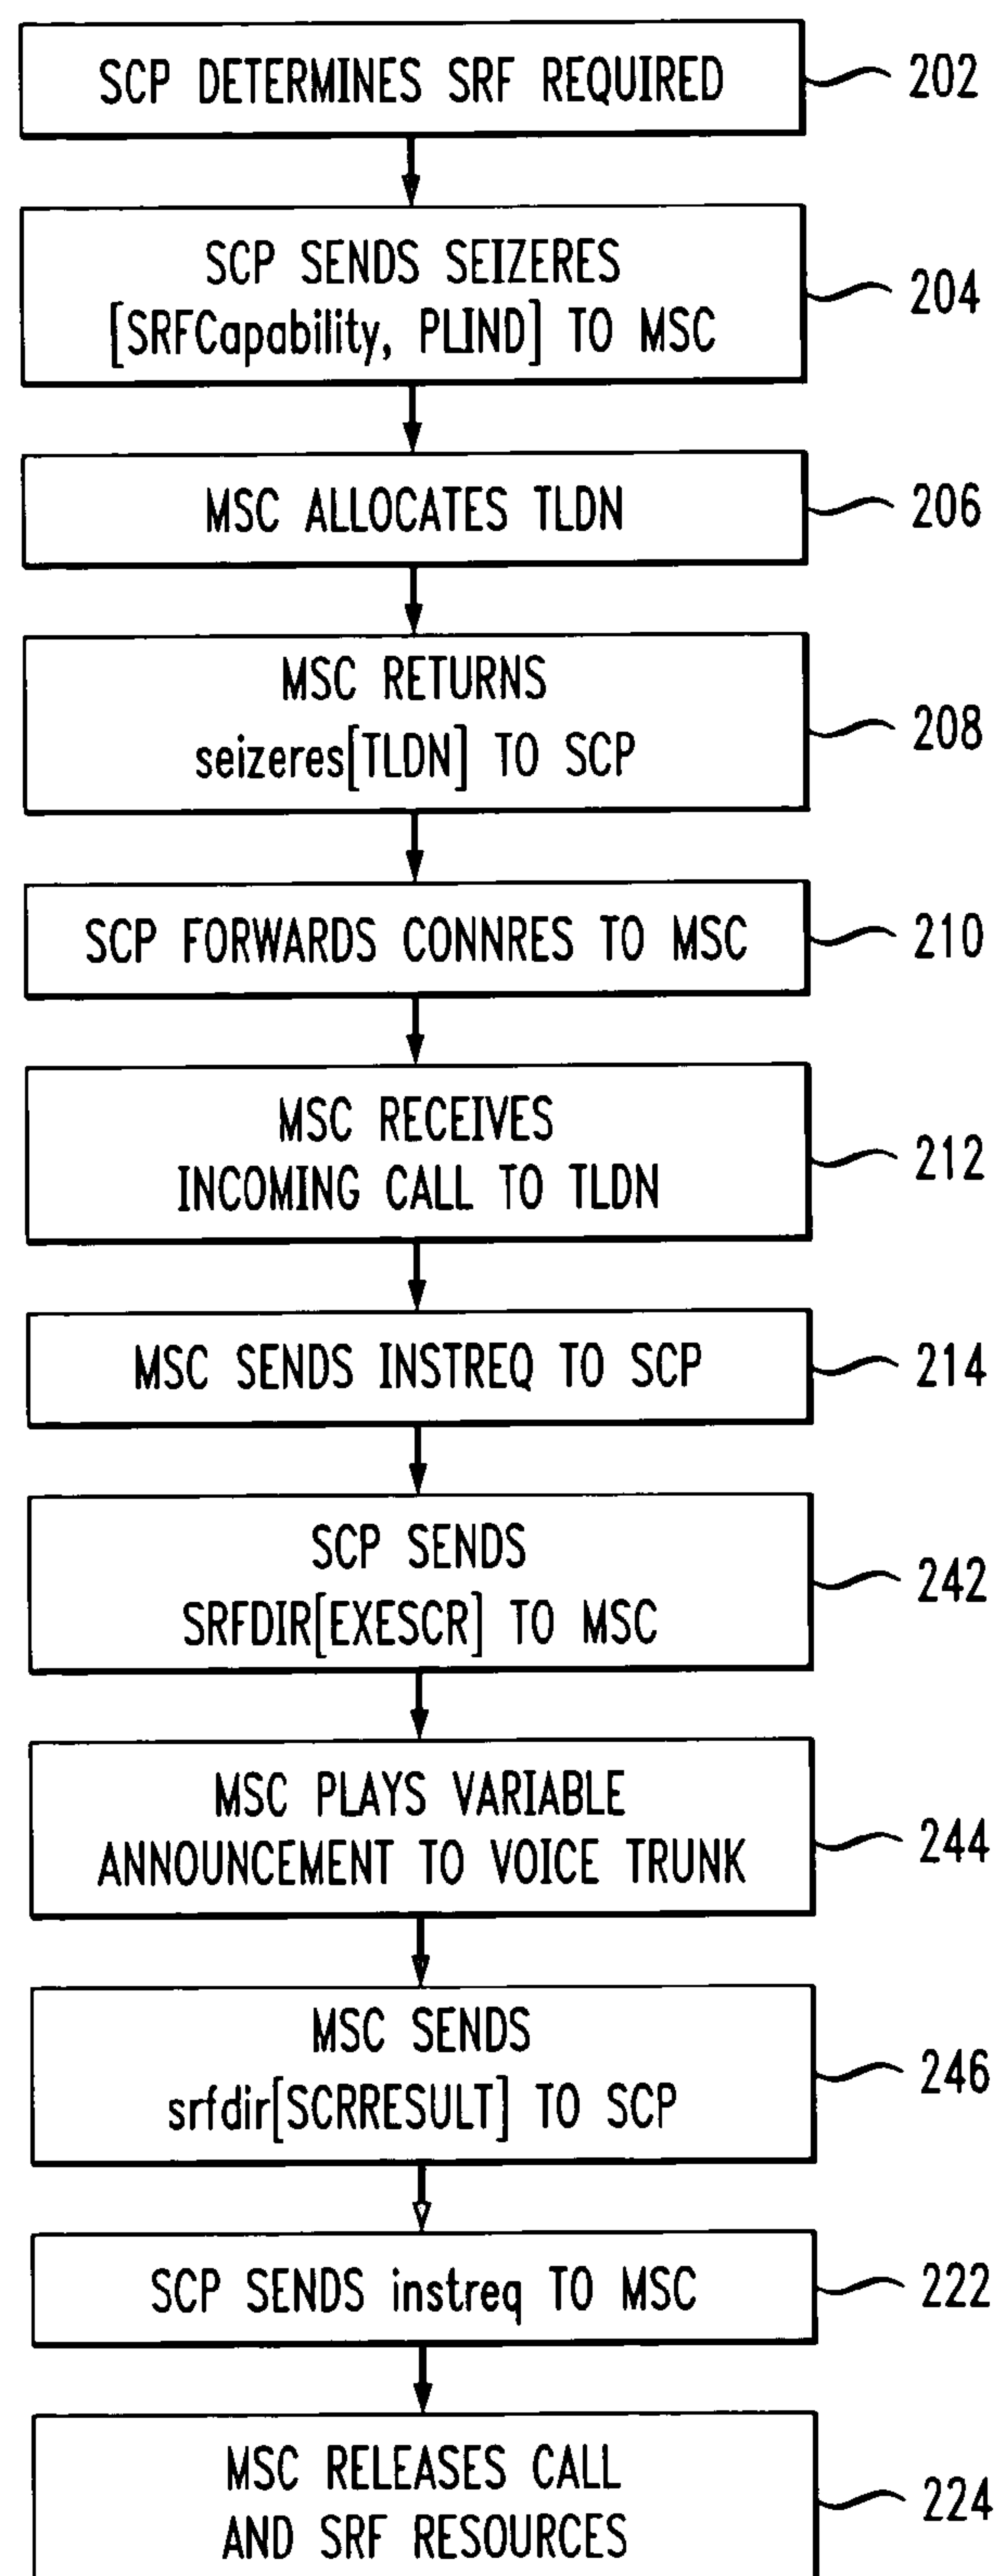 SCP DETERMINES SRF REQUIRED
202
SCP SENDS SEIZERES
[SRFCapability, PLIND] TO MSC
204
MSC ALLOCATES TLDN
206
MSC RETURNS
seizeres[TLDN] TO SCP
208
SCP FORWARDS CONNRES TO MSC
210
MSC RECEIVES
INCOMING CALL TO TLDN
212
MSC SENDS INSTREQ TO SCP
214
SCP SENDS
SRFDIR[EXESCR] TO MSC
242
MSC PLAYS VARIABLE
ANNOUNCEMENT TO VOICE TRUNK
244
MSC SENDS
srfdir[SCRRESULT] TO SCP
246
SCP SENDS instreq TO MSC
222
MSC RELEASES CALL
AND SRF RESOURCES
224